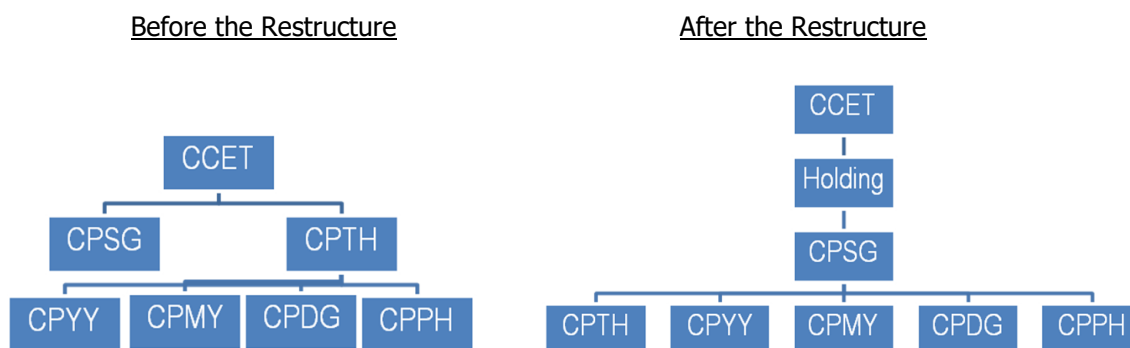 Before the Restructure
CCET
CPSG CPTH
CPYY CPMY CPDG CPPH
After the Restructure
CCET
Holding
CPSG
CPTH CPYY CPMY CPDG CPPH